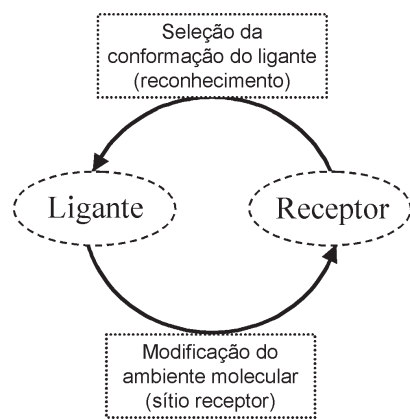 Seleção da
conformação do ligante
(reconhecimento)
Ligante
Receptor
Modificação do
ambiente molecular
(sítio receptor)